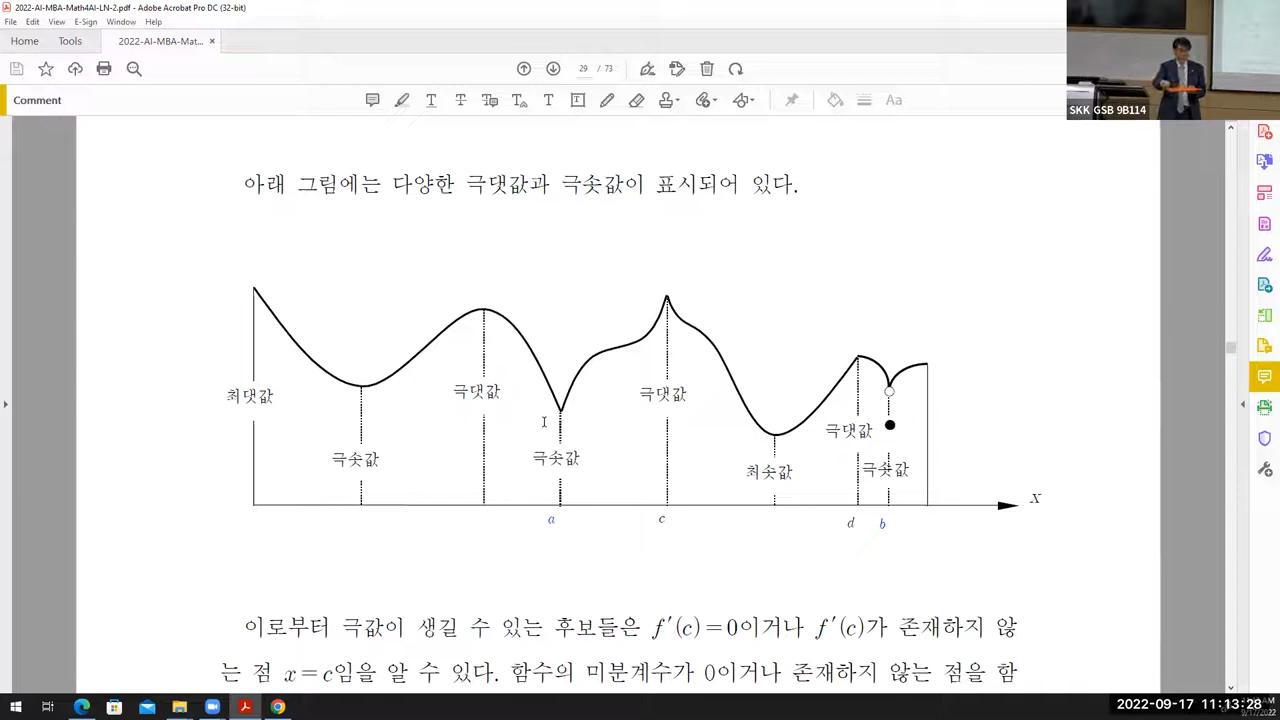 2022-AI-MBA-Math4AI-LN-2.pdf - Adobe Acrobat Pro DC (32-bit)
File Edit View E-Sign Window Help
Home Tools 2022-AI-MBA-Mat... ×
29 / 73
Comment
Aa
SKK GSB 9B114
아래 그림에는 다양한 극댓값과 극솟값이 표시되어 있다.
최댓값
극댓값
극댓값
극댓값
극솟값
극솟값
최솟값
극솟값
X
a c d b
이로부터 극값이 생길 수 있는 후보들은 f′(c)=0이거나 f′(c)가 존재하지 않
는 점 x=c임을 알 수 있다. 함수의 미분계수가 0이거나 존재하지 않는 점을 함
2022-09-17 11:13:28